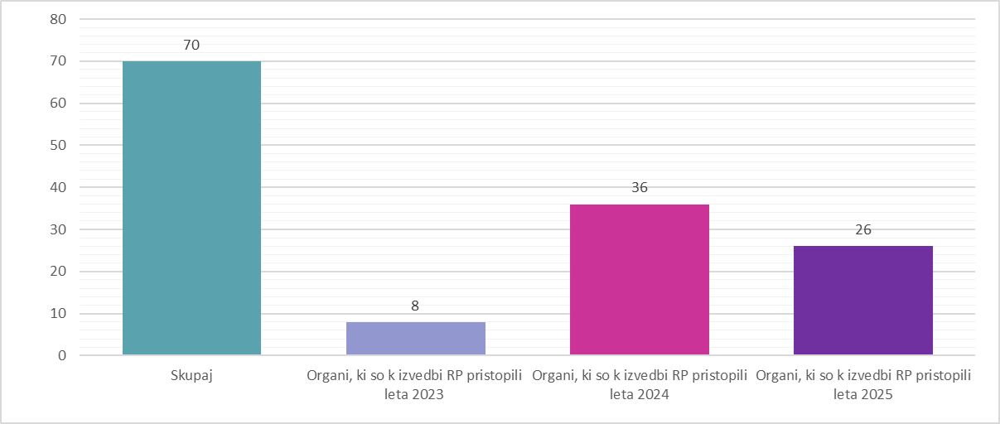 80
70
60
50
40
30
20
10
0
70
8
36
26
Skupaj
Organi, ki so k izvedbi RP pristopili
leta 2023
Organi, ki so k izvedbi RP pristopili
leta 2024
Organi, ki so k izvedbi RP pristopili
leta 2025